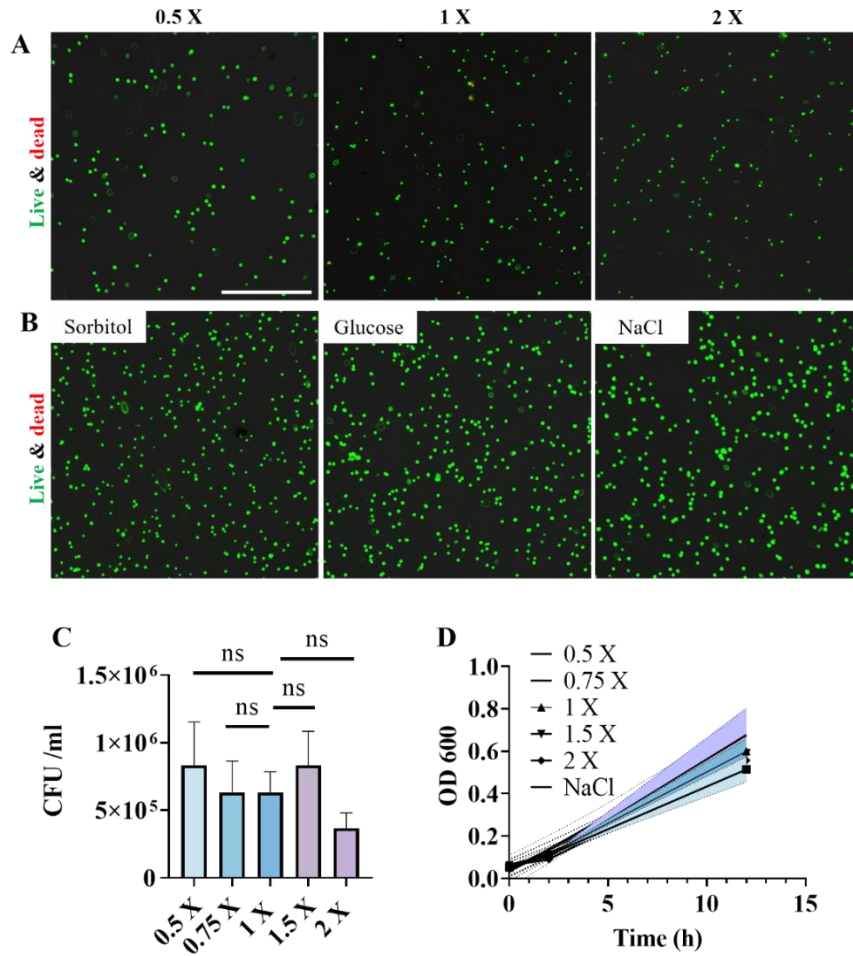 0.5 X 1 X 2 X
A
Live & dead
B
Sorbitol Glucose NaCl
Live & dead
C
ns
ns
ns
ns
CFU /ml
1.5×10⁶
1×10⁶
5×10⁵
0
0.5 X 0.75 X 1 X 1.5 X 2 X
D
OD 600
1.0
0.8
0.6
0.4
0.2
0.0
0 5 10 15
Time (h)
0.5 X
0.75 X
1 X
1.5 X
2 X
NaCl